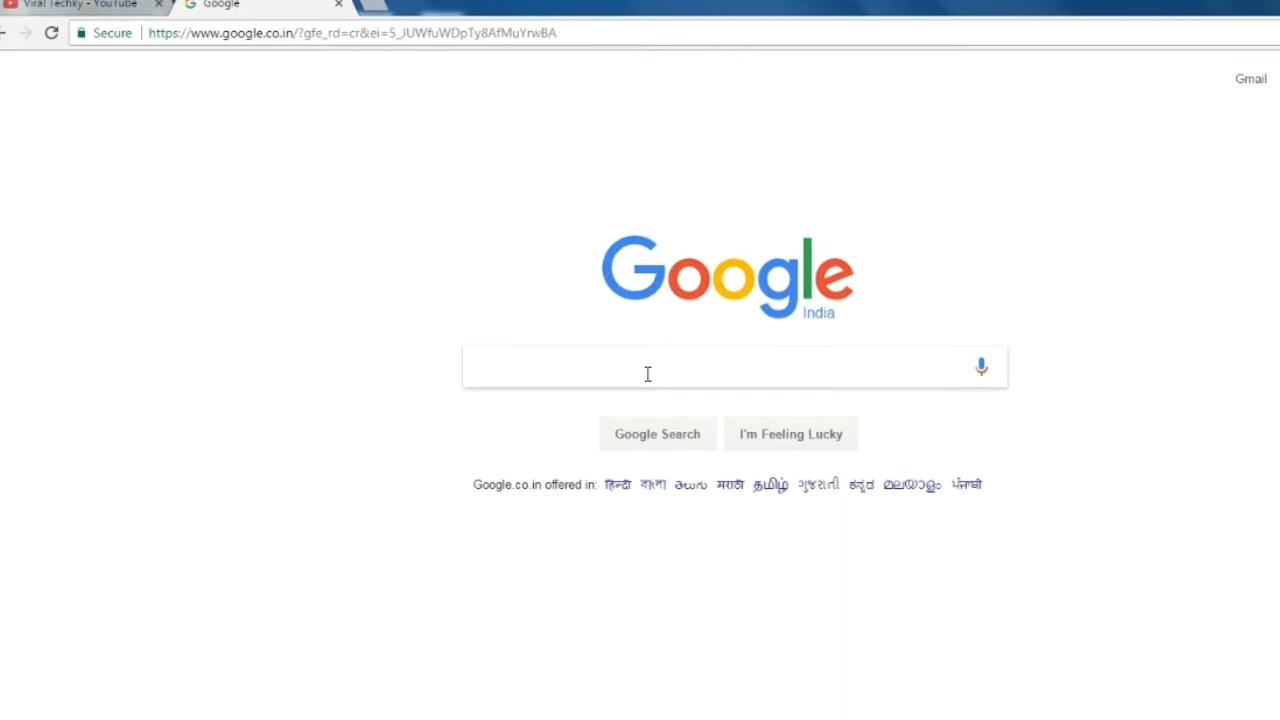 Viral Techky - YouTube
Google
Secure
https://www.google.co.in/?gfe_rd=cr&ei=5_JUWfuWDpTy8AfMuYrwBA
Gmail
Google
India
Google Search
I'm Feeling Lucky
Google.co.in offered in: हिन्दी বাংলা తెలుగు मराठी தமிழ் ગુજરાતી ಕನ್ನಡ മലയാളം ਪੰਜਾਬੀ